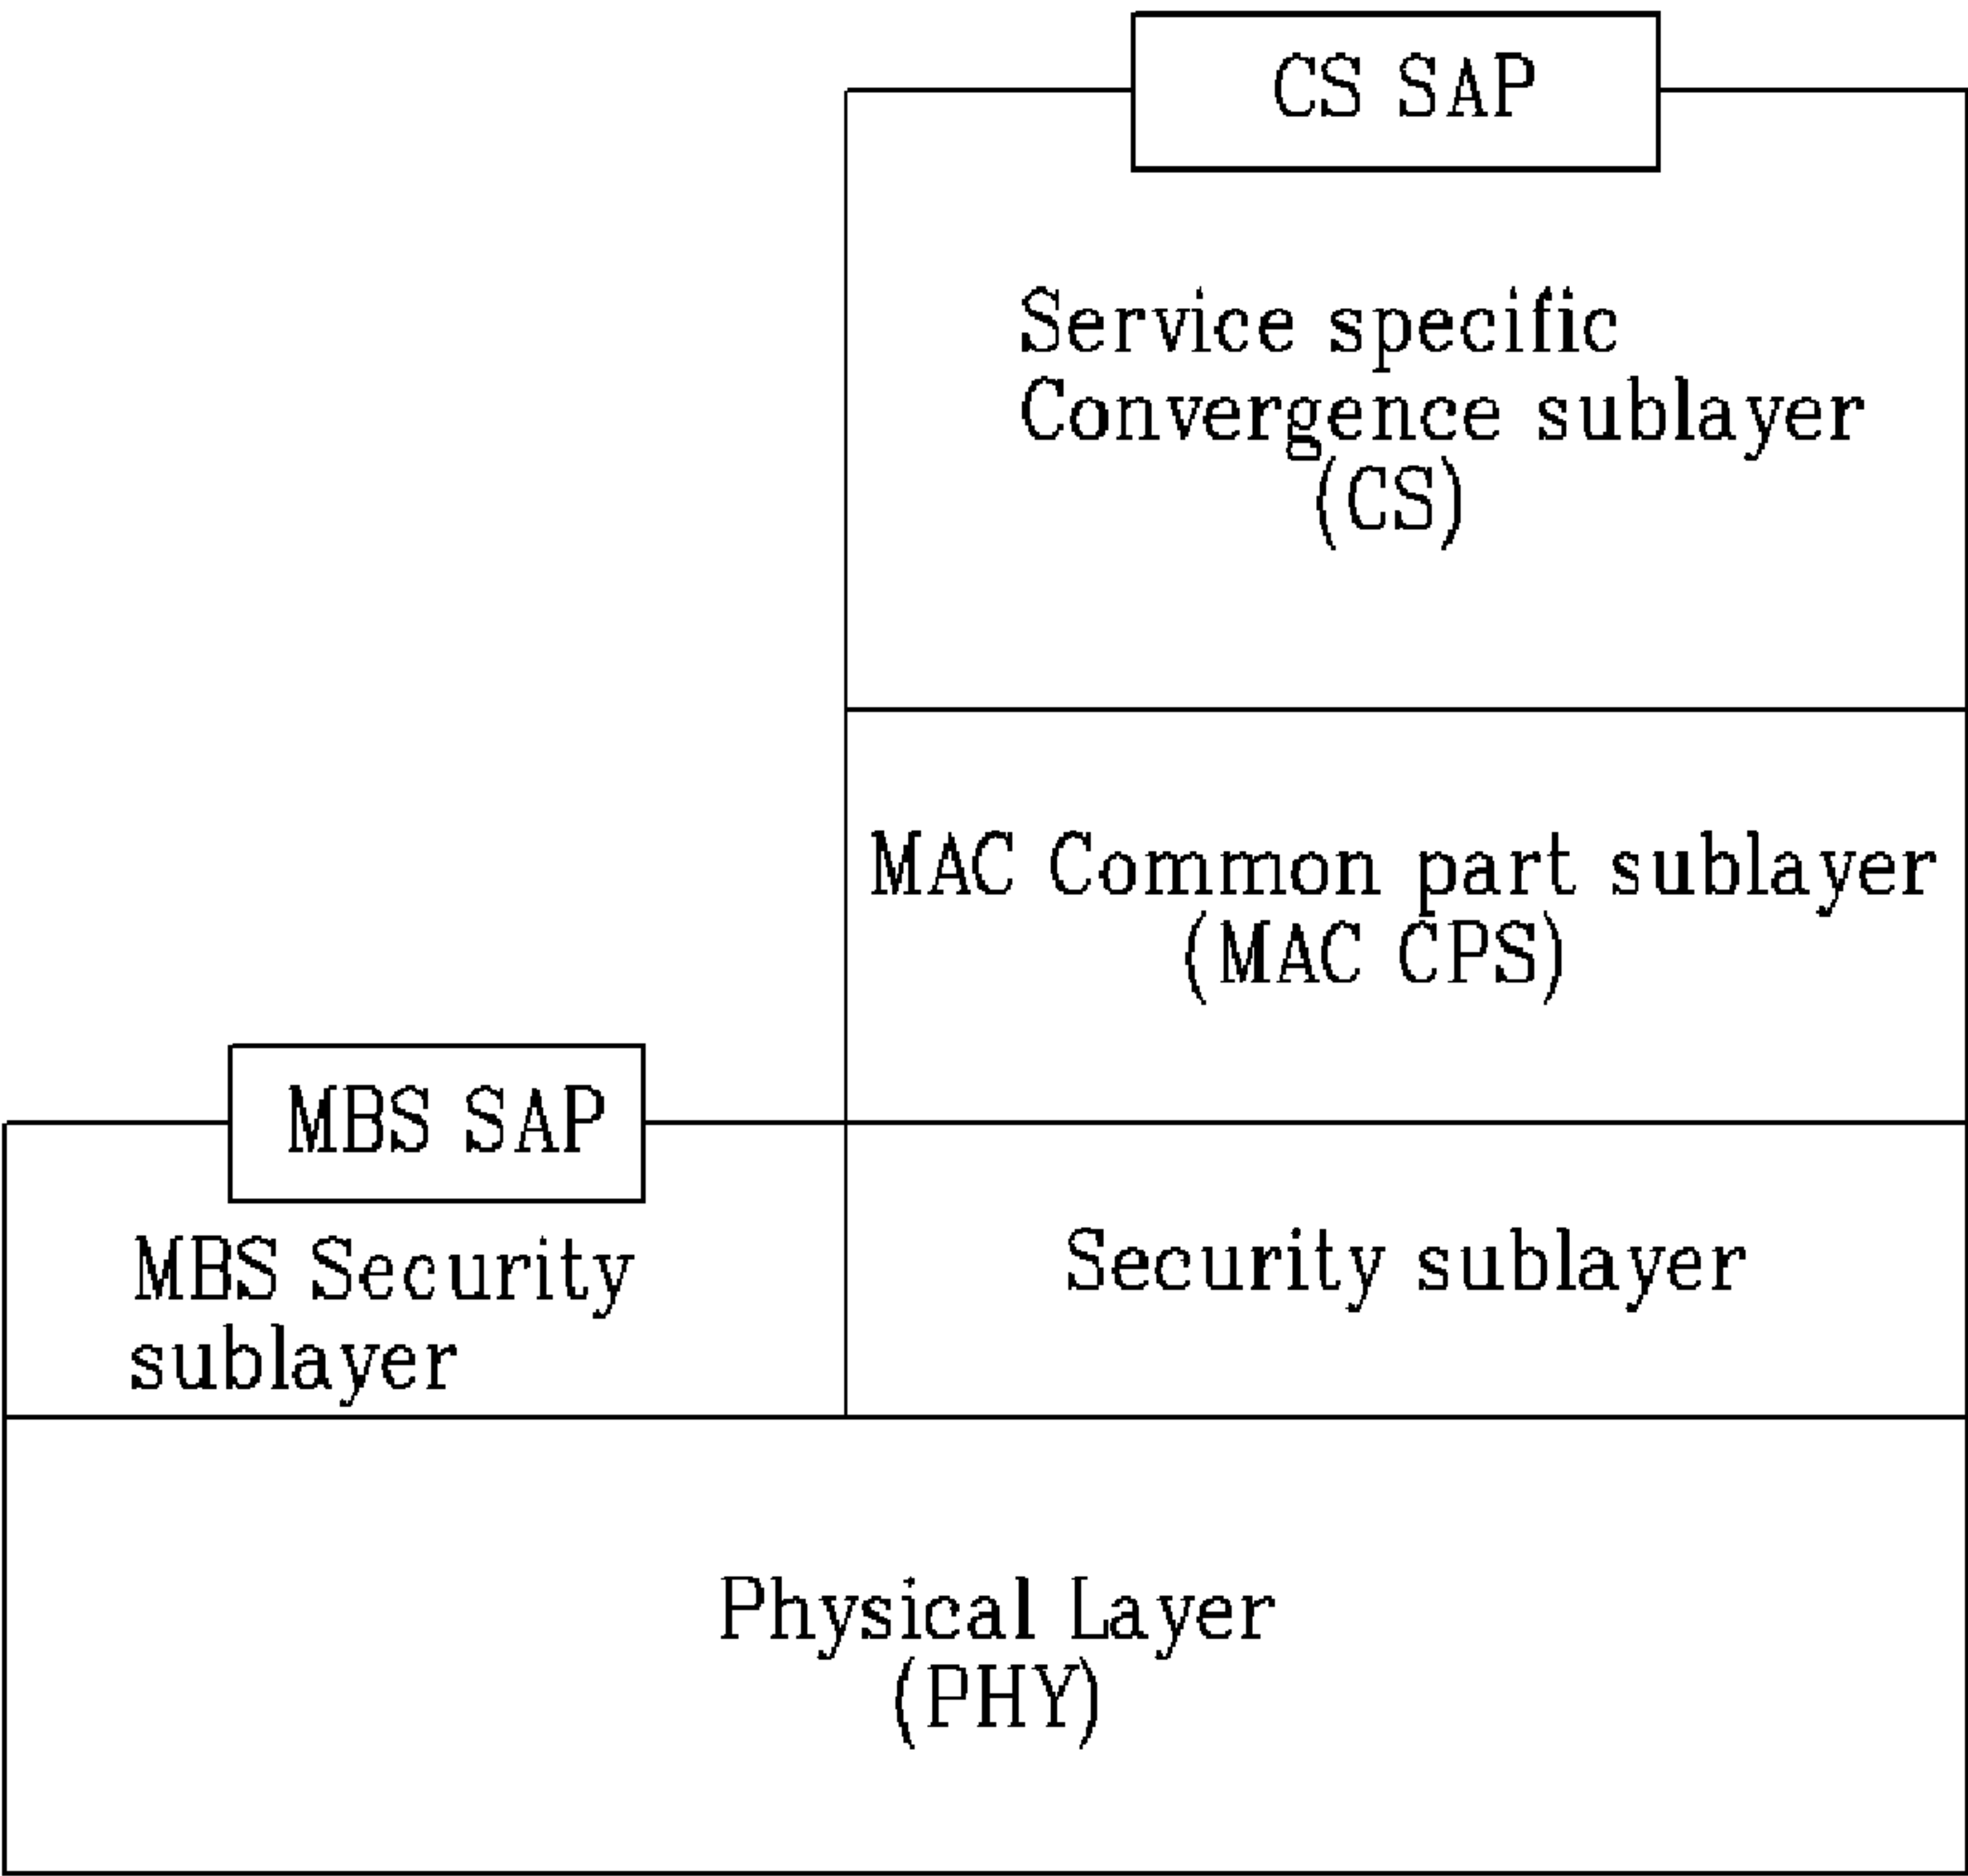 CS SAP
Service specific
Convergence sublayer
(CS)
MAC Common part sublayer
(MAC CPS)
MBS SAP
MBS Security
sublayer
Security sublayer
Physical Layer
(PHY)